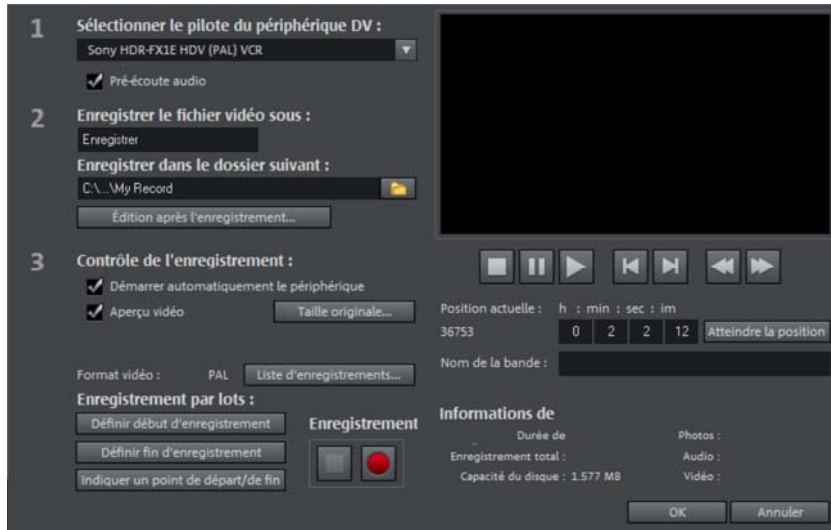 1
Sélectionner le pilote du périphérique DV :
Sony HDR-FX1E HDV (PAL) VCR
Pré-écoute audio
2
Enregistrer le fichier vidéo sous :
Enregistrer
Enregistrer dans le dossier suivant :
C:\...\My Record
Édition après l'enregistrement...
3
Contrôle de l'enregistrement :
Démarrer automatiquement le périphérique
Aperçu vidéo
Taille originale...
Format vidéo :
PAL
Liste d'enregistrements...
Enregistrement par lots :
Définir début d'enregistrement
Définir fin d'enregistrement
Indiquer un point de départ/de fin
Enregistrement
Position actuelle : h : min : sec : im
36753 0 2 2 12 Atteindre la position
Nom de la bande :
Informations de
Durée de
Photos :
Enregistrement total :
Audio :
Capacité du disque : 1.577 MB
Vidéo :
OK
Annuler